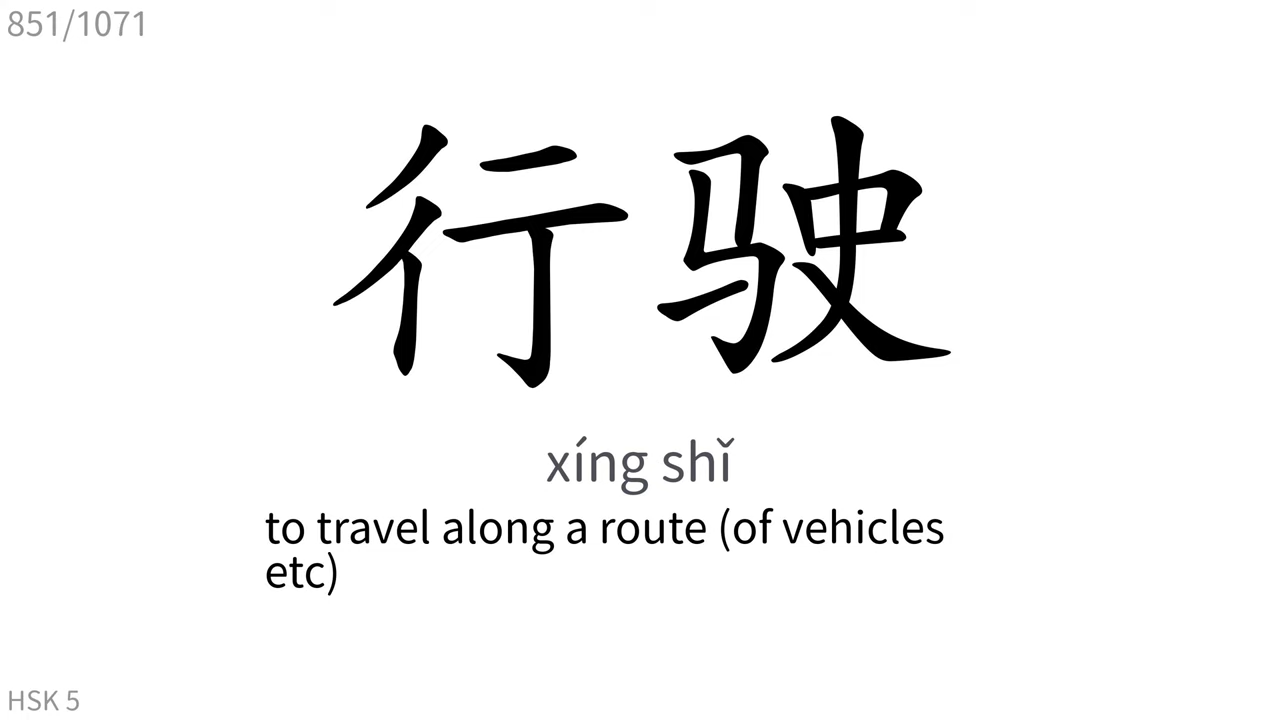 851/1071
行驶
xíng shǐ
to travel along a route (of vehicles
etc)
HSK 5